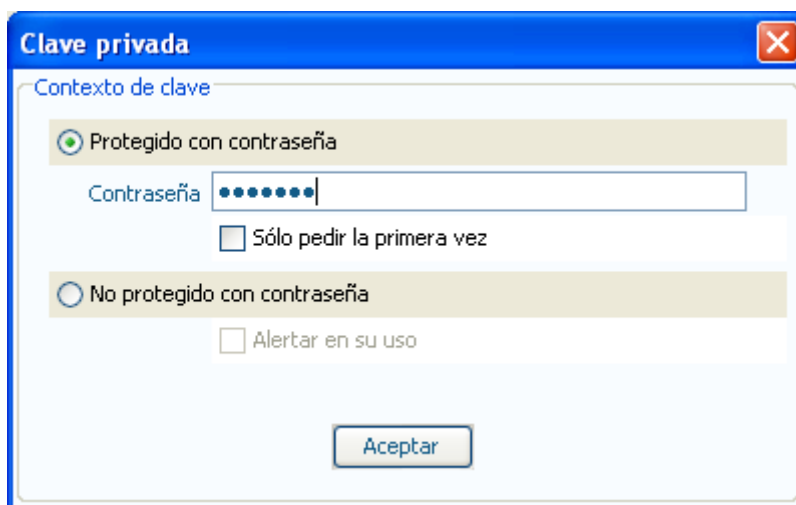 Clave privada
Contexto de clave
Protegido con contraseña
Contraseña •••••••
Sólo pedir la primera vez
No protegido con contraseña
Alertar en su uso
Aceptar